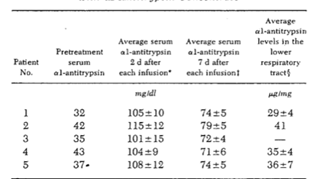 Average
α1-antitrypsin
Average serum Average serum levels in the
Pretreatment α1-antitrypsin α1-antitrypsin lower
Patient serum 2 d after 7 d after respiratory
No. α1-antitrypsin each infusion* each infusion‡ tract§
mg/dl μg/mg
1 32 105±10 74±5 29±4
2 42 115±12 79±5 41
3 35 101±15 72±4 —
4 43 104±9 71±6 35±4
5 37 108±12 74±5 36±7